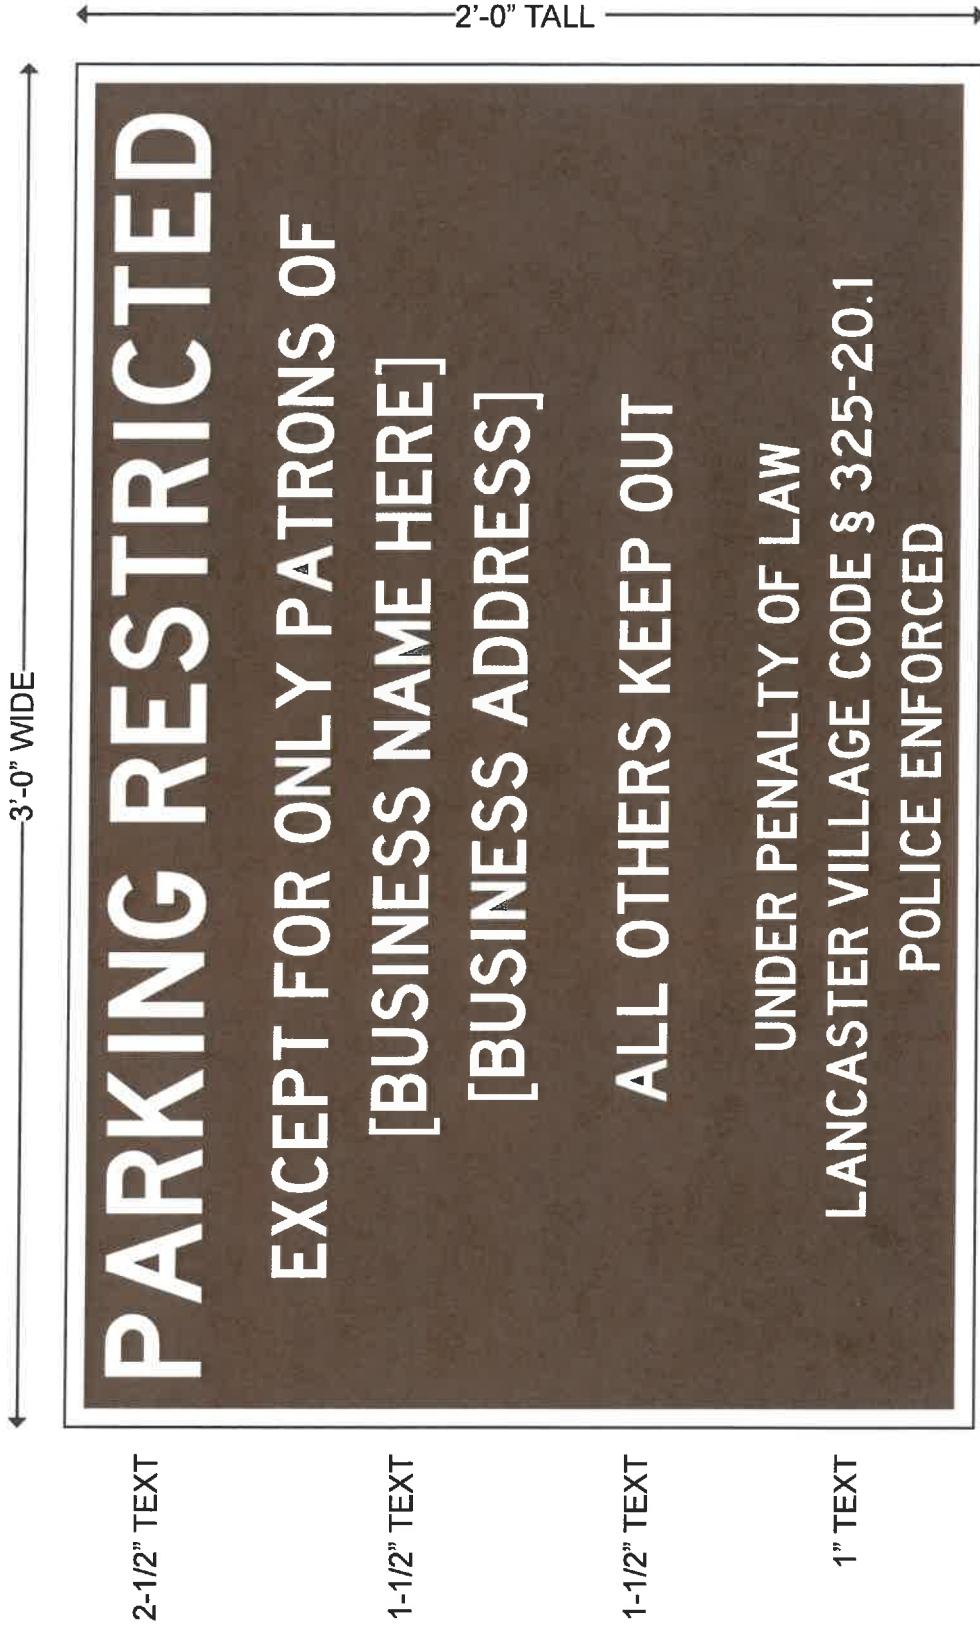 3'-0" WIDE
2'-0” TALL
2-1/2” TEXT
PARKING RESTRICTED
EXCEPT FOR ONLY PATRONS OF
1-1/2” TEXT
[BUSINESS NAME HERE]
[BUSINESS ADDRESS]
1-1/2” TEXT
ALL OTHERS KEEP OUT
1” TEXT
UNDER PENALTY OF LAW
LANCASTER VILLAGE CODE § 325-20.1
POLICE ENFORCED